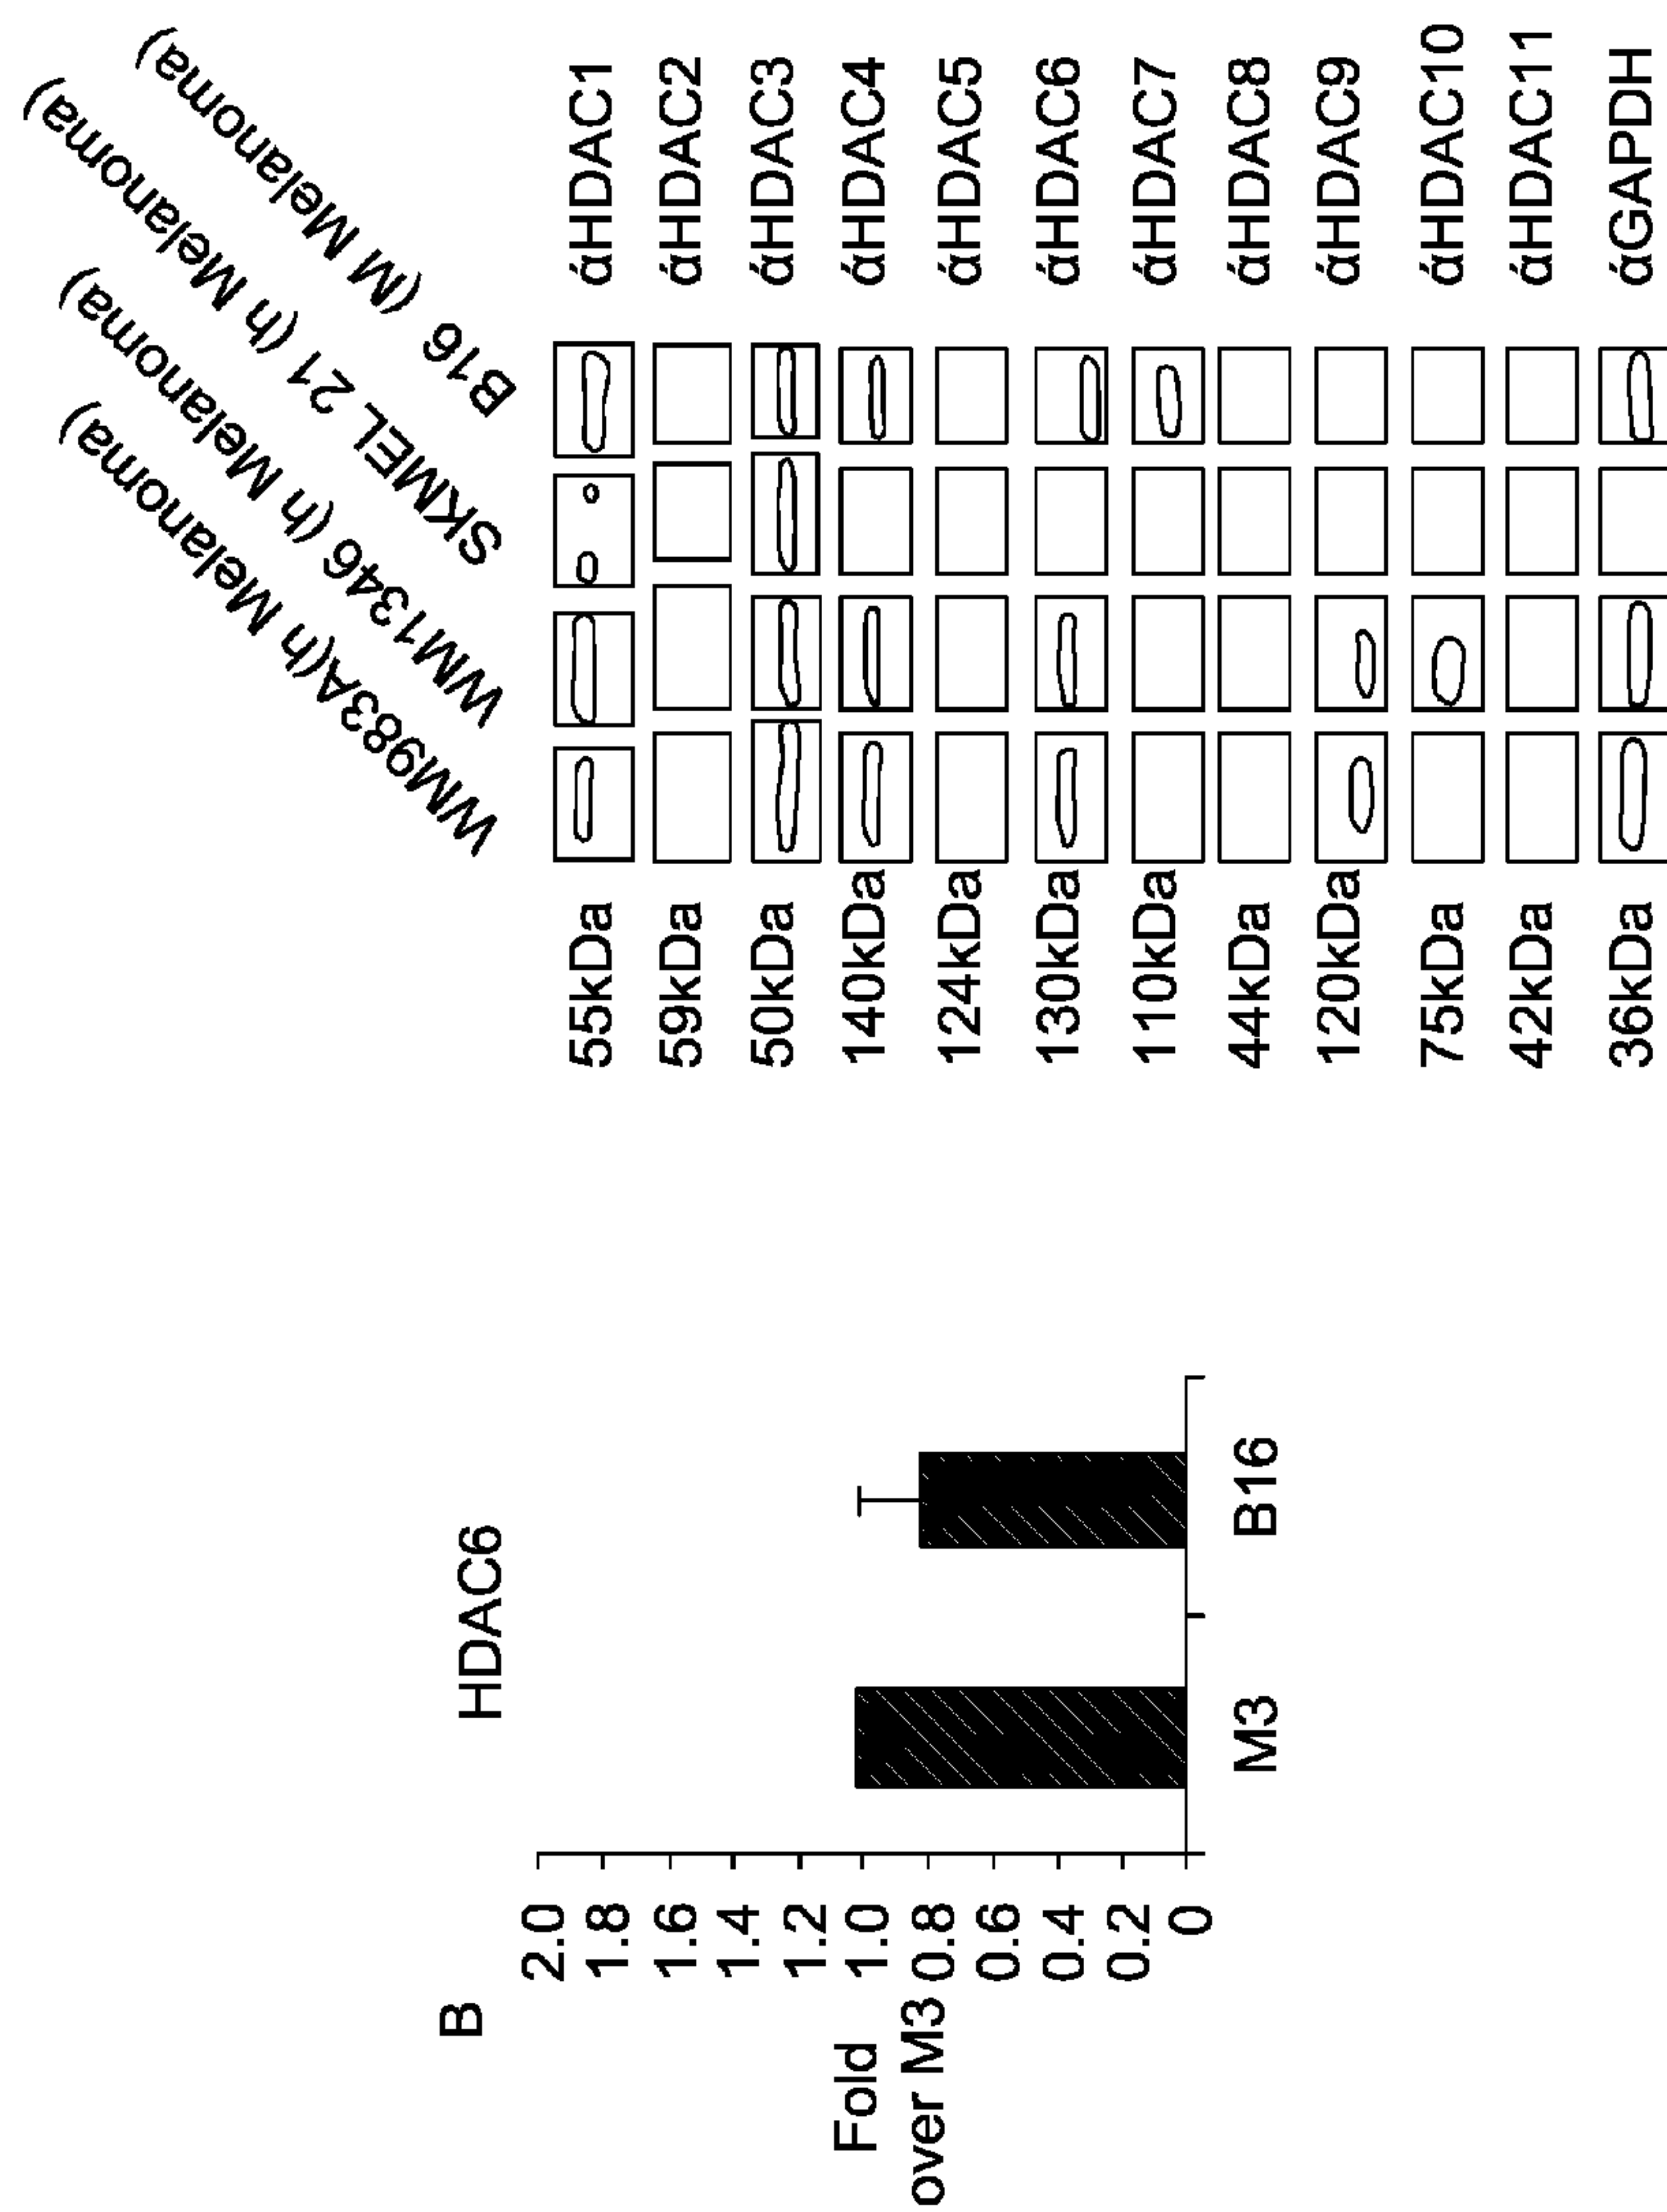 B
HDAC6
2.0
1.8
1.6
1.4
1.2
1.0
0.8
0.6
0.4
0.2
0
Fold
over M3
M3
B16
WM983A(h Melanoma)
WM1346 (h Melanoma)
SKMEL 21 (h Melanoma)
B16 (M Melanoma)
55kDa áHDAC1
59kDa áHDAC2
50kDa áHDAC3
140kDa áHDAC4
124kDa áHDAC5
130kDa áHDAC6
110kDa áHDAC7
44kDa áHDAC8
120kDa áHDAC9
75kDa áHDAC10
42kDa áHDAC11
36kDa áGAPDH